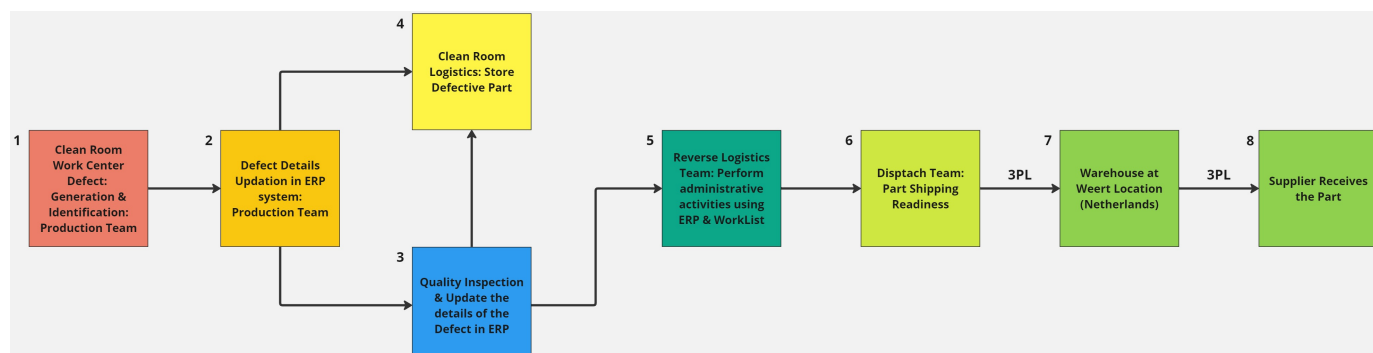 1
Clean Room
Work Center
Defect:
Generation &
Identification:
Production Team
2
Defect Details
Updation in ERP
system:
Production Team
3
Quality Inspection
& Update the
details of the
Defect in ERP
4
Clean Room
Logistics: Store
Defective Part
5
Reverse Logistics
Team: Perform
administrative
activities using
ERP & WorkList
6
Disptach Team:
Part Shipping
Readiness
3PL
7
Warehouse at
Weert Location
(Netherlands)
3PL
8
Supplier Receives
the Part